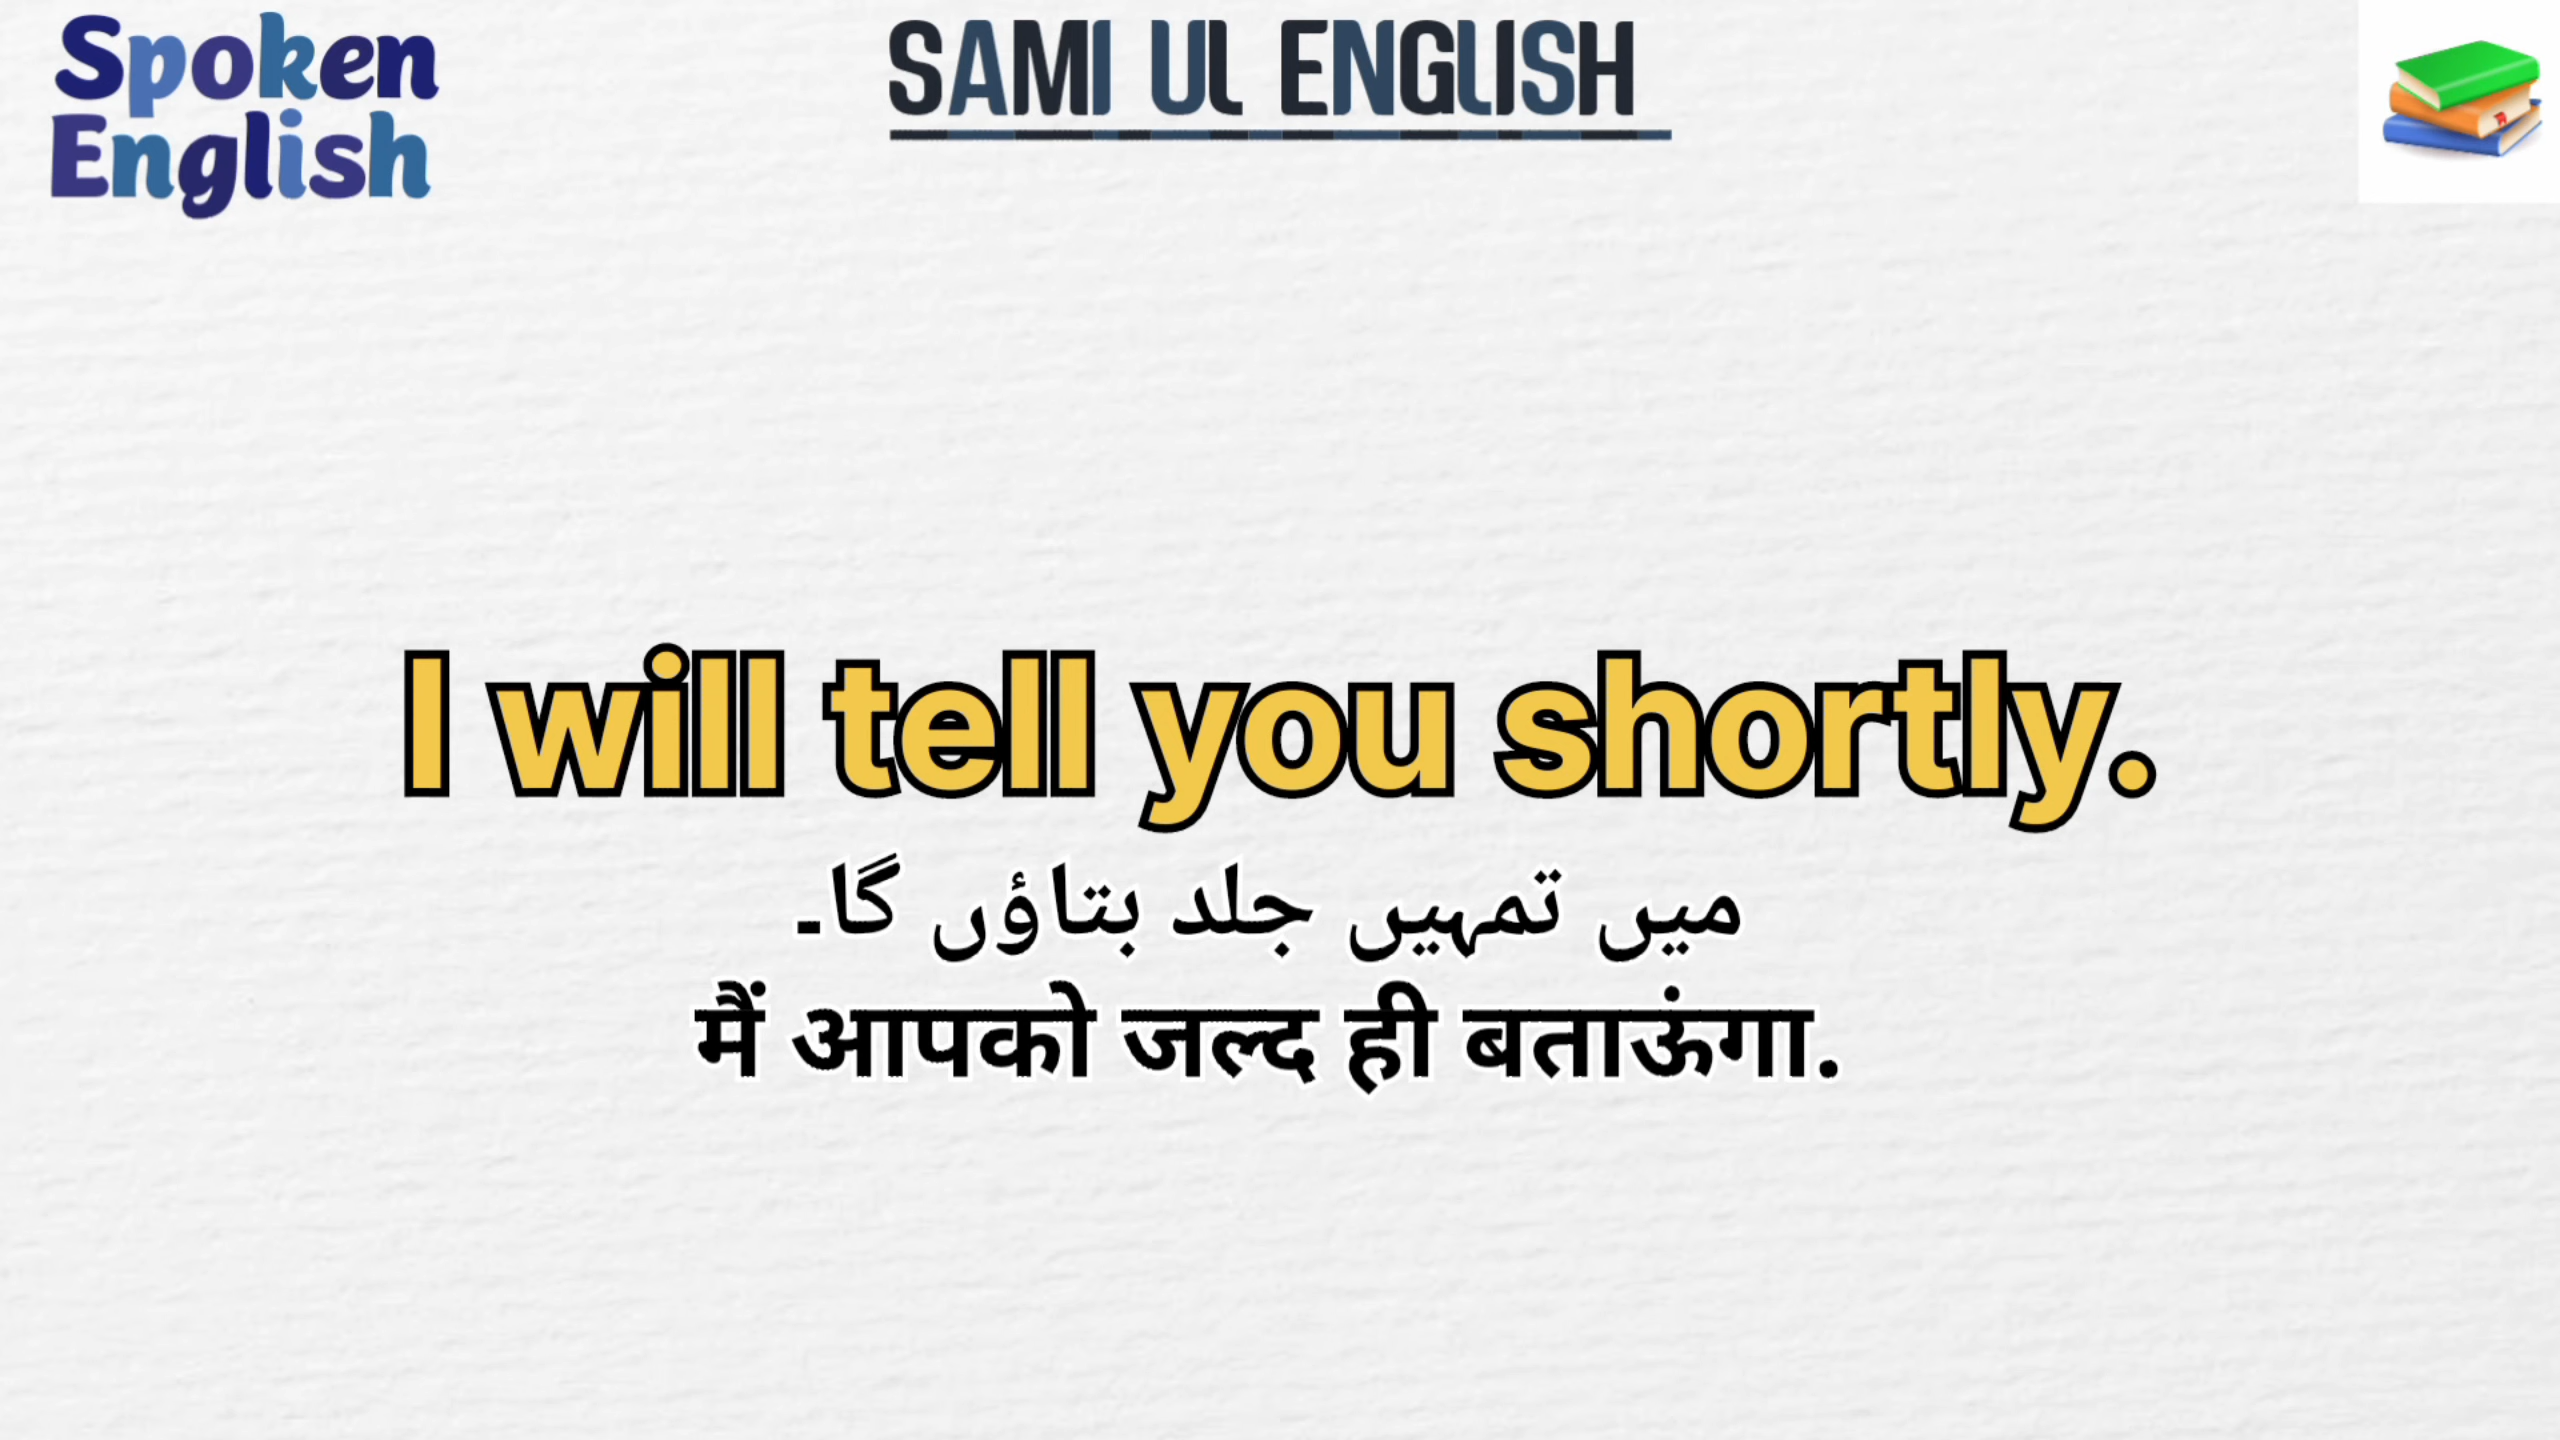 Spoken
English
SAMI UL ENGLISH
I will tell you shortly.
میں تمہیں جلد بتاؤں گا۔
मैं आपको जल्द ही बताऊंगा.